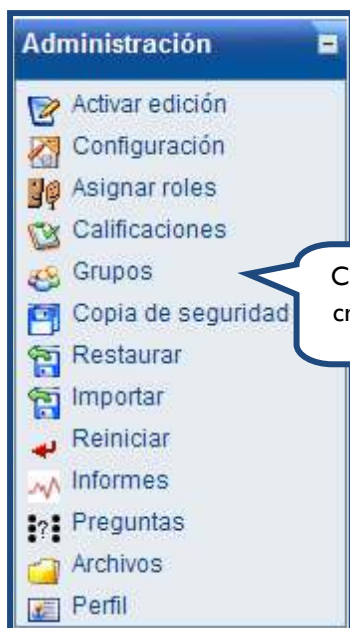 Administración
Activar edición
Configuración
Asignar roles
Calificaciones
Grupos
Copia de seguridad
Restaurar
Importar
Reiniciar
Informes
Preguntas
Archivos
Perfil